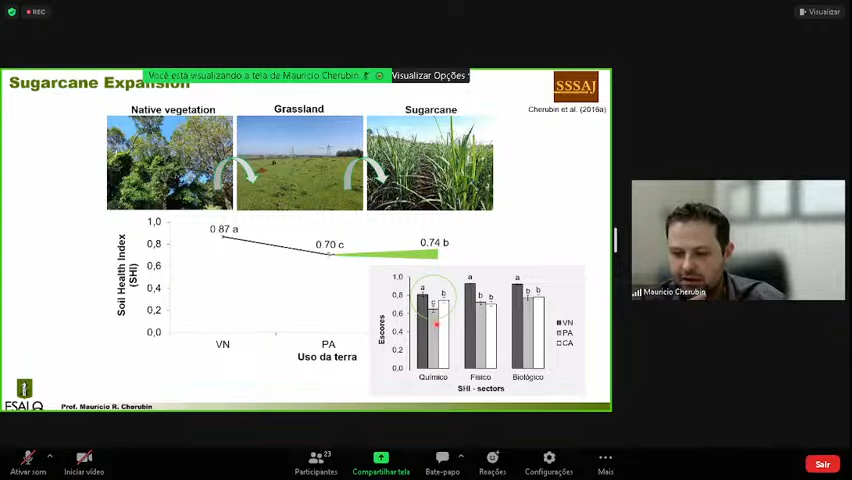 REC
Visualizar
Você está visualizando a tela de Mauricio Cherubin
Visualizar Opções
Sugarcane Expansion
SSSAJ
Native vegetation
Grassland
Sugarcane
Cherubin et al. (2016a)
Soil Health Index
(SHI)
1,0
0,8
0,6
0,4
0,2
0,0
0.87 a
0.70 c
0.74 b
VN
PA
Uso da terra
Escores
1,0
0,8
0,6
0,4
0,2
0,0
a
c
b
a
b
b
a
b
b
VN
PA
CA
Químico
Físico
Biológico
SHI - sectors
ESALQ
Prof. Mauricio R. Cherubin
Mauricio Cherubin
Ativar som
Iniciar vídeo
23
Participantes
Compartilhar tela
Bate-papo
Reações
Configurações
Mais
Sair